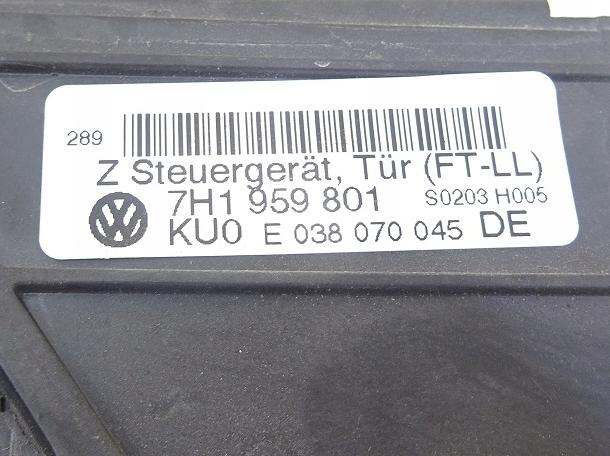 289
Z Steuergerät, Tür (FT-LL)
7H1 959 801 S0203 H005
KU0 E 038 070 045 DE